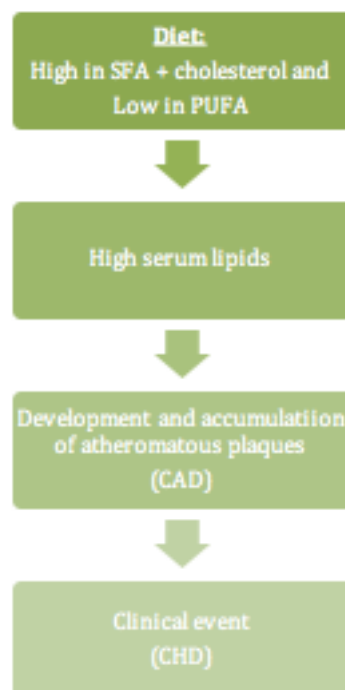 Diet:
High in SFA + cholesterol and
Low in PUFA
High serum lipids
Development and accumulatiion
of atheromatous plaques
(CAD)
Clinical event
(CHD)